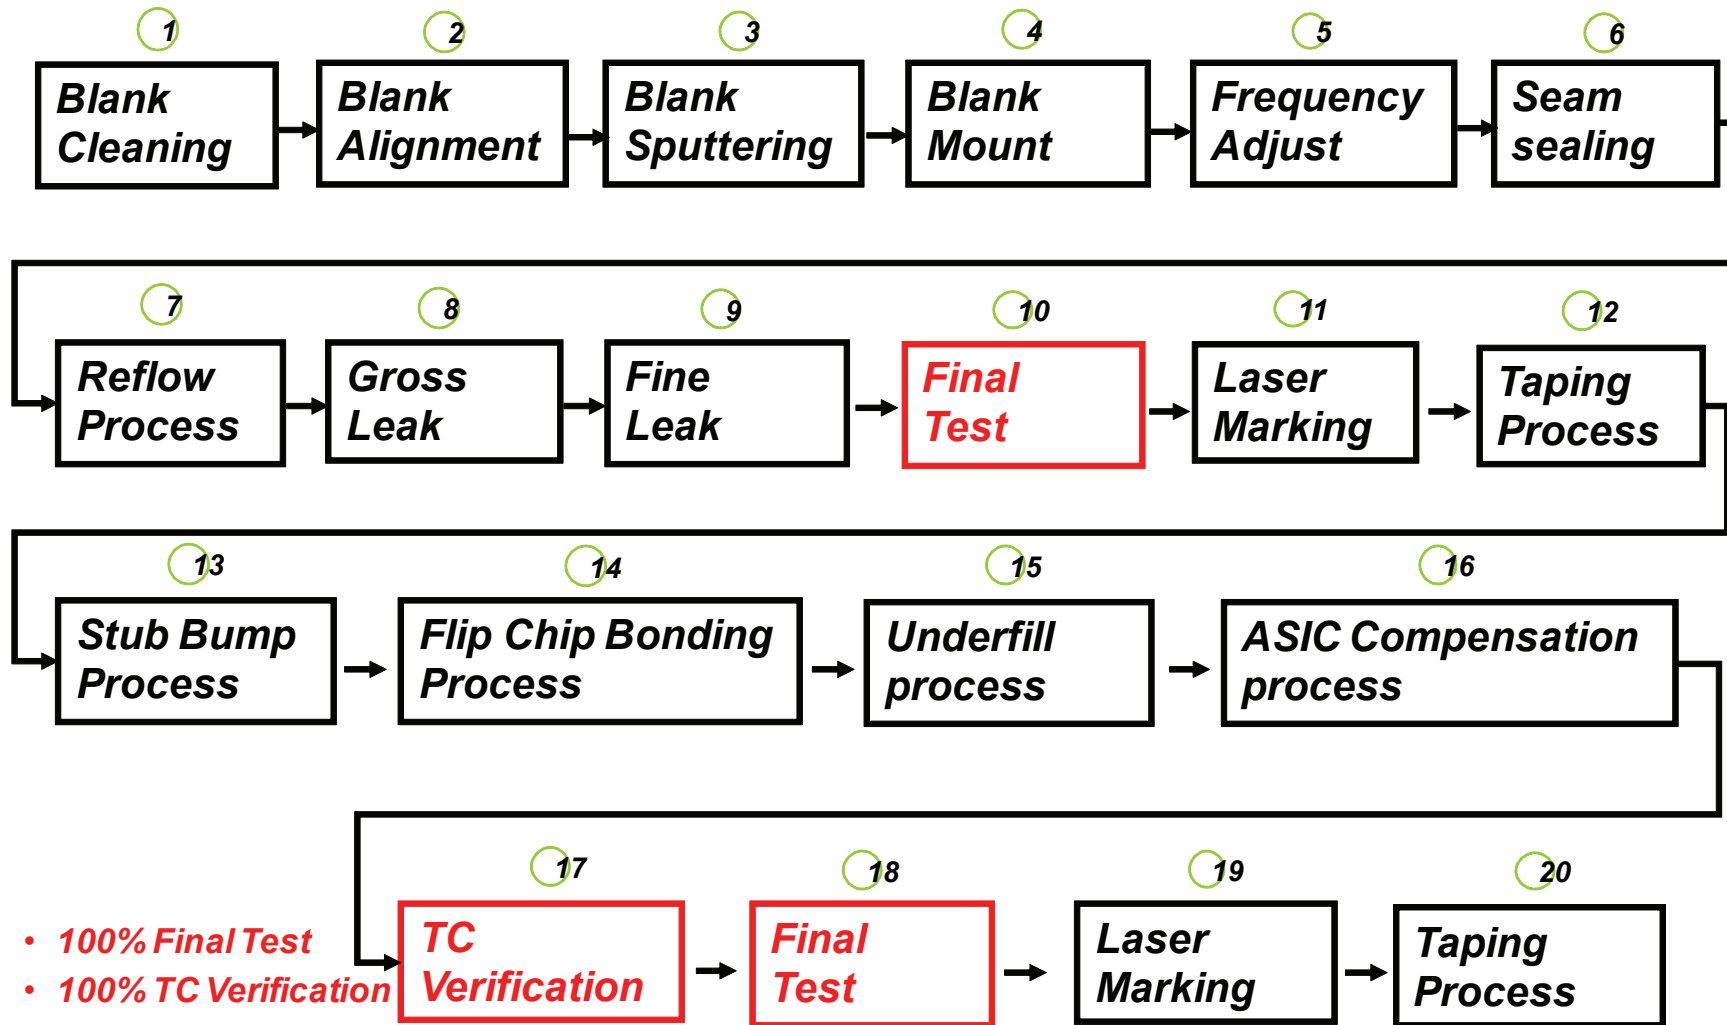 1
2
3
4
5
6
Blank
Cleaning
Blank
Alignment
Blank
Sputtering
Blank
Mount
Frequency
Adjust
Seam
sealing
7
8
9
10
11
12
Reflow
Process
Gross
Leak
Fine
Leak
Final
Test
Laser
Marking
Taping
Process
13
14
15
16
Stub Bump
Process
Flip Chip Bonding
Process
Underfill
process
ASIC Compensation
process
17
18
19
20
TC
Verification
Final
Test
Laser
Marking
Taping
Process
• 100% Final Test
• 100% TC Verification